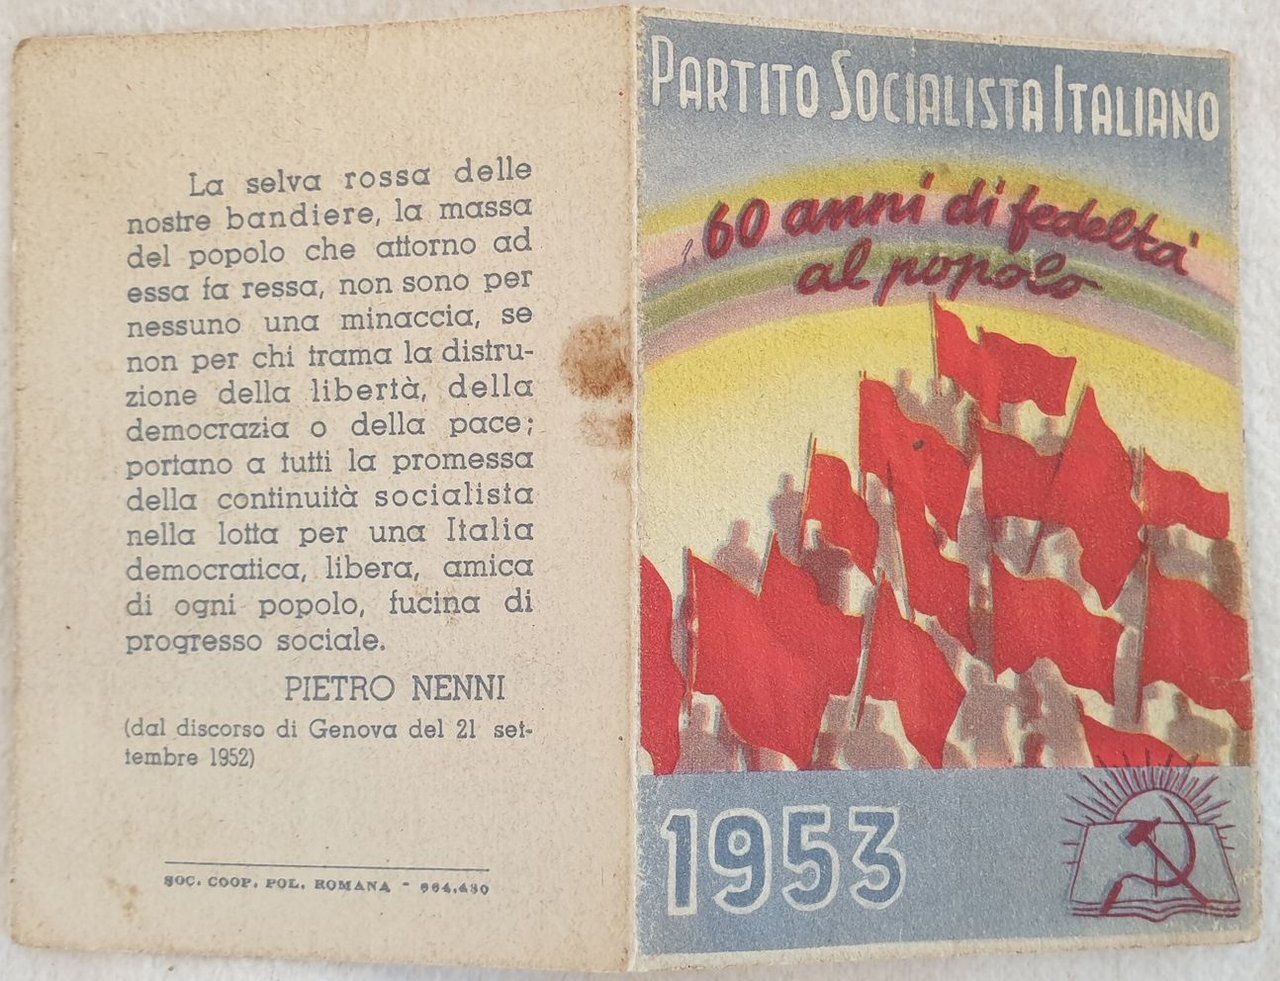 La selva rossa delle
nostre bandiere, la massa
del popolo che attorno ad
essa fa ressa, non sono per
nessuno una minaccia, se
non per chi trama la distru-
zione della libertà, della
democrazia o della pace;
portano a tutti la promessa
della continuità socialista
nella lotta per una Italia
democratica, libera, amica
di ogni popolo, fucina di
progresso sociale.
PIETRO NENNI
(dal discorso di Genova del 21 set-
tembre 1952)
SOC. COOP. POL. ROMANA - 664.480
PARTITO SOCIALISTA ITALIANO
60 anni di fedeltà
al popolo
1953